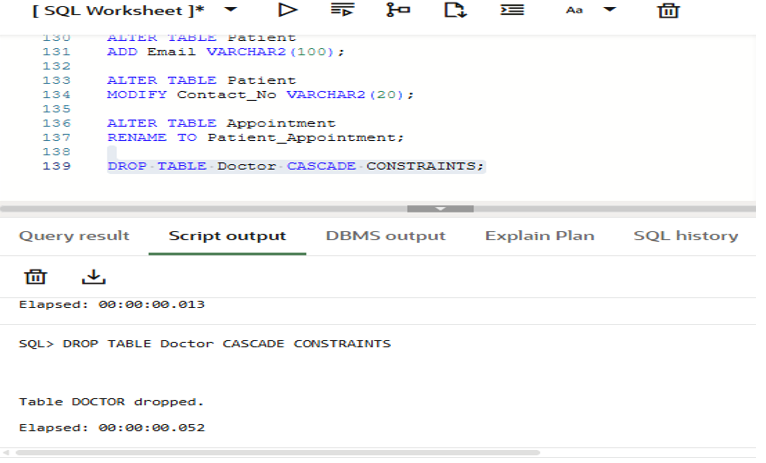 [ SQL Worksheet ]*
Aa
130 ALTER TABLE Patient
131 ADD Email VARCHAR2(100);
132
133 ALTER TABLE Patient
134 MODIFY Contact_No VARCHAR2(20);
135
136 ALTER TABLE Appointment
137 RENAME TO Patient_Appointment;
138
139 DROP TABLE Doctor CASCADE CONSTRAINTS;
Query result Script output DBMS output Explain Plan SQL history
Elapsed: 00:00:00.013
SQL> DROP TABLE Doctor CASCADE CONSTRAINTS
Table DOCTOR dropped.
Elapsed: 00:00:00.052